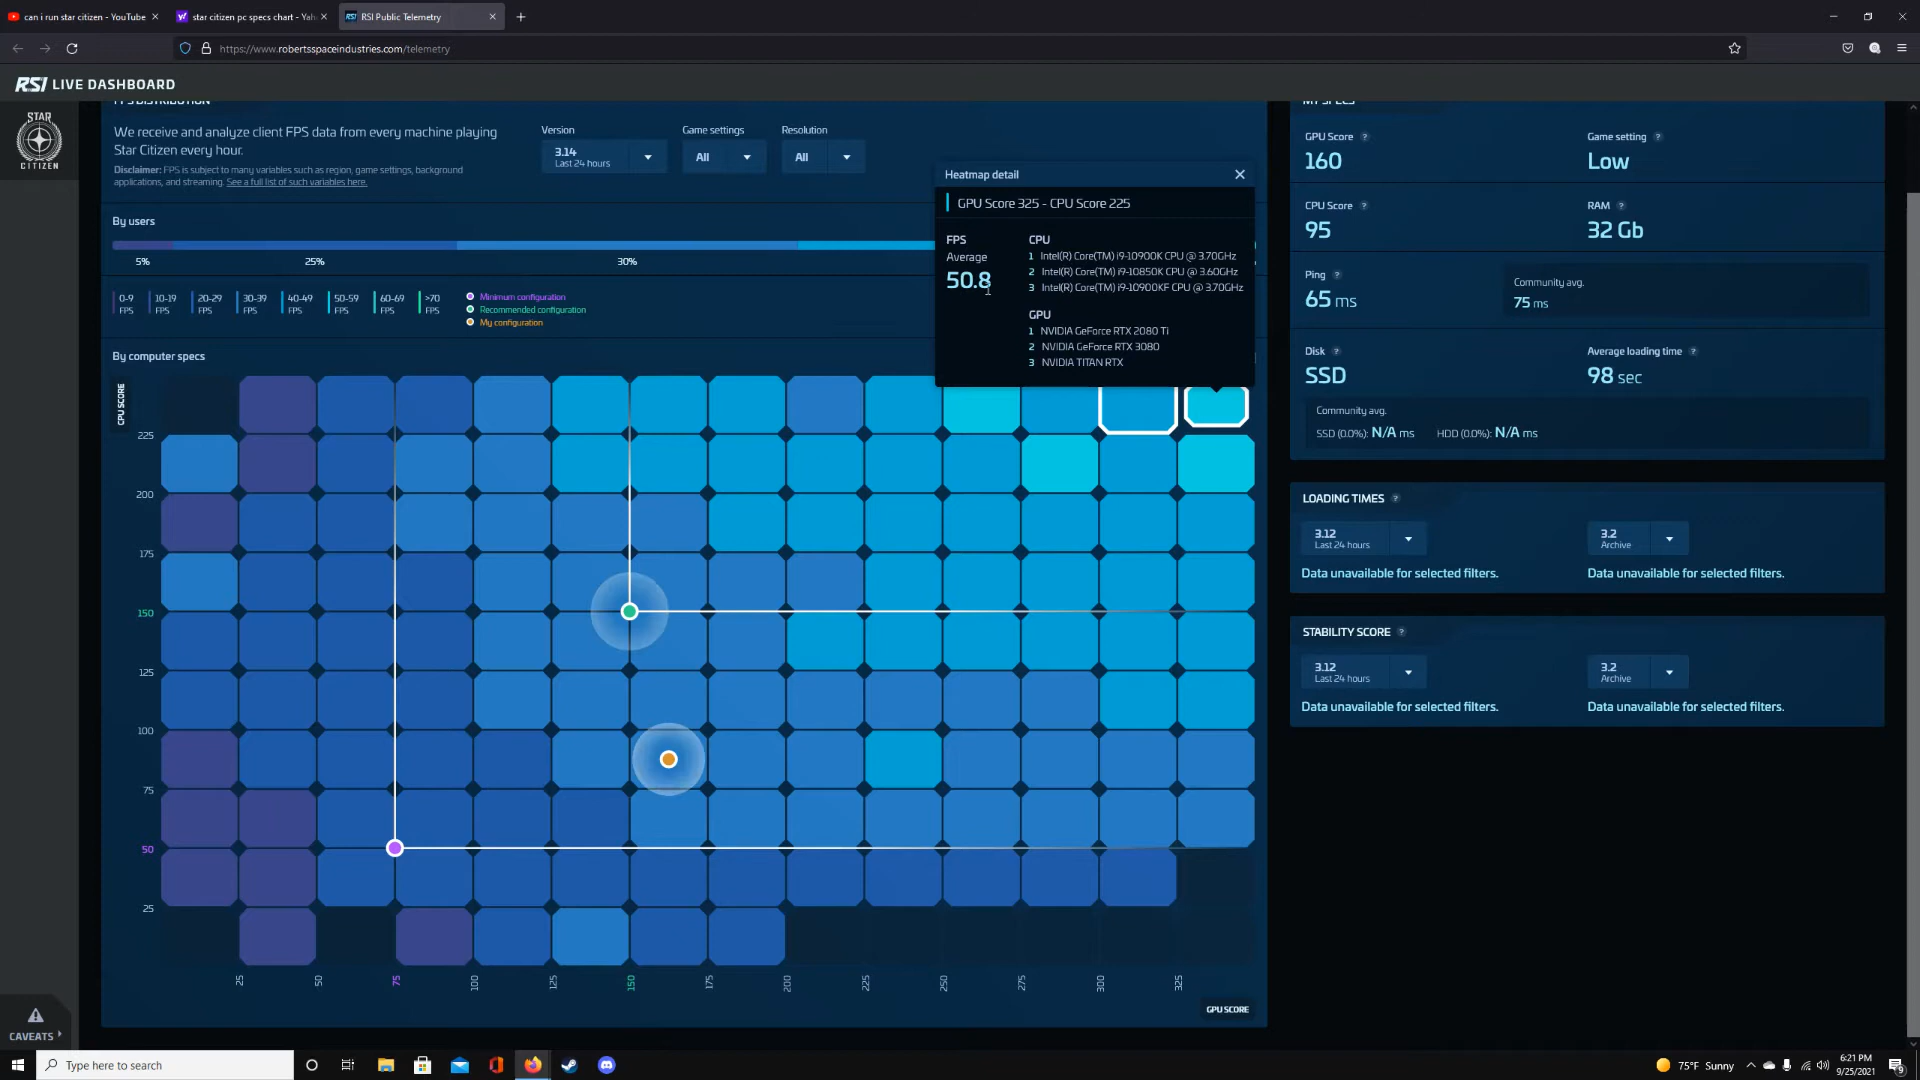 can i run star citizen - YouTube
star citizen pc specs chart - Yah
RSI Public Telemetry
https://www.robertsspaceindustries.com/telemetry
RSI LIVE DASHBOARD
STAR CITIZEN
FPS DISTRIBUTION
We receive and analyze client FPS data from every machine playing
Star Citizen every hour.
Disclaimer: FPS is subject to many variables such as region, game settings, background
applications, and streaming. See a full list of such variables here.
Version
3.14
Last 24 hours
Game settings
All
Resolution
All
By users
5%
25%
30%
0-9 FPS
10-19 FPS
20-29 FPS
30-39 FPS
40-49 FPS
50-59 FPS
60-69 FPS
>70 FPS
Minimum configuration
Recommended configuration
My configuration
By computer specs
Heatmap detail
GPU Score 325 - CPU Score 225
FPS
Average
50.8
CPU
1 Intel(R) Core(TM) i9-10900K CPU @ 3.70GHz
2 Intel(R) Core(TM) i9-10850K CPU @ 3.60GHz
3 Intel(R) Core(TM) i9-10900KF CPU @ 3.70GHz
GPU
1 NVIDIA GeForce RTX 2080 Ti
2 NVIDIA GeForce RTX 3080
3 NVIDIA TITAN RTX
CPU SCORE
225
200
175
150
125
100
75
50
25
25
50
75
100
125
150
175
200
225
250
275
300
325
GPU SCORE
MY SPECS
GPU Score ?
160
Game setting ?
Low
CPU Score ?
95
RAM ?
32 Gb
Ping ?
65 ms
Community avg.
75 ms
Disk ?
SSD
Average loading time ?
98 sec
Community avg.
SSD (0.0%): N/A ms HDD (0.0%): N/A ms
LOADING TIMES ?
3.12
Last 24 hours
3.2
Archive
Data unavailable for selected filters.
Data unavailable for selected filters.
STABILITY SCORE ?
3.12
Last 24 hours
3.2
Archive
Data unavailable for selected filters.
Data unavailable for selected filters.
CAVEATS
Type here to search
75°F Sunny
6:21 PM
9/25/2021